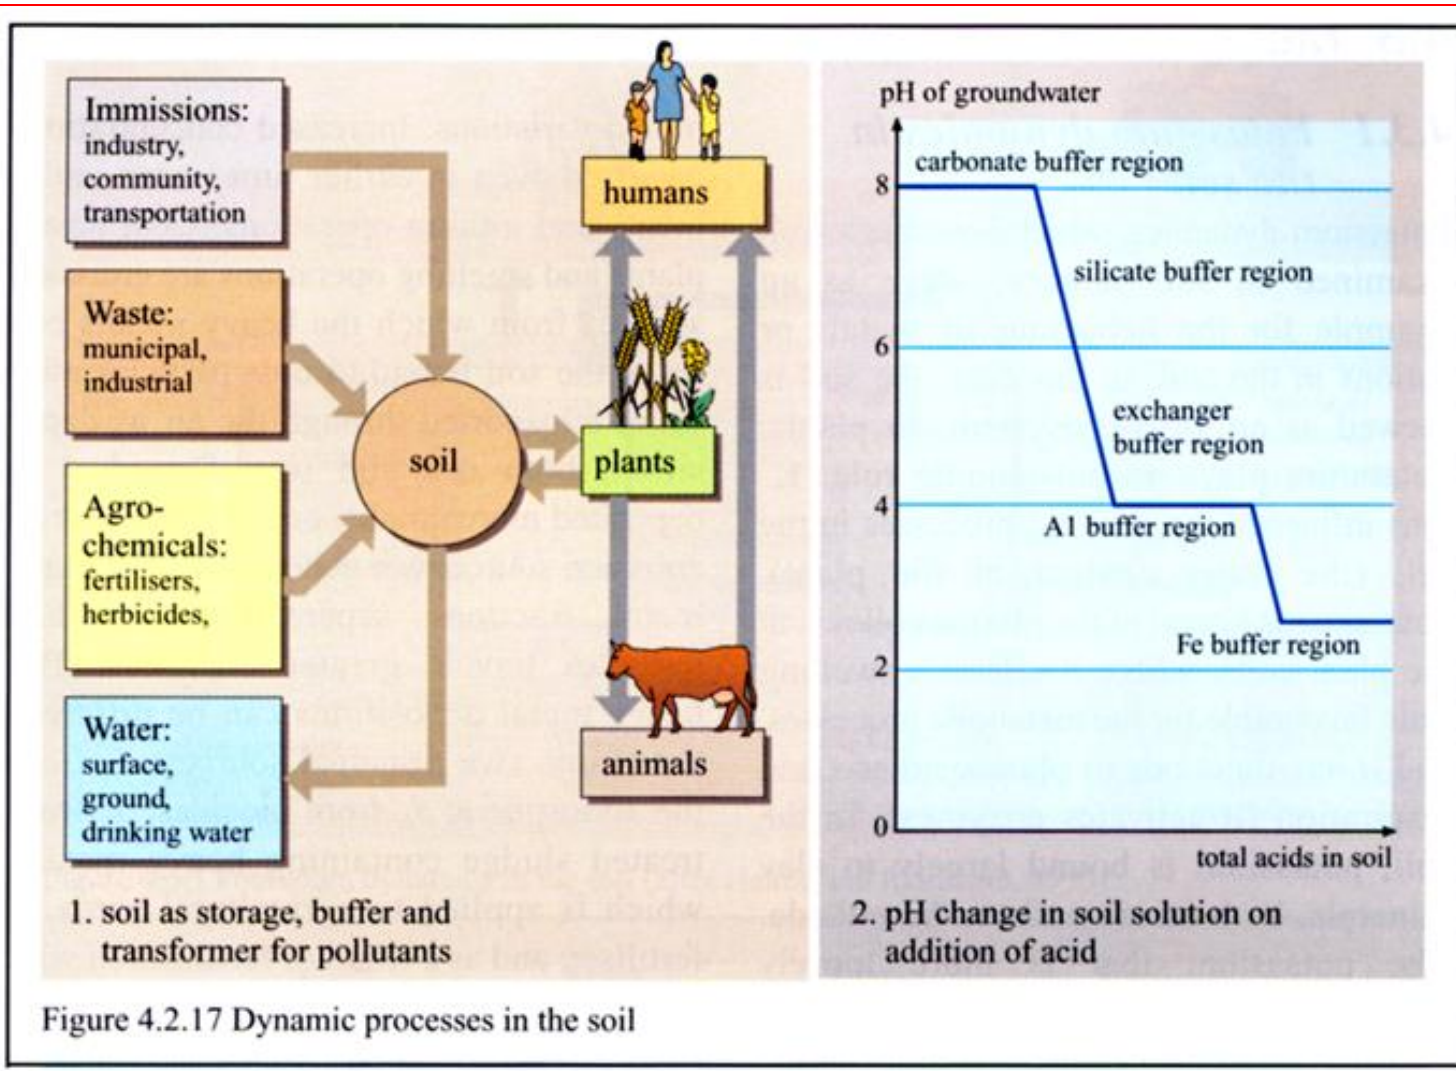 Immissions:
industry,
community,
transportation
Waste:
municipal,
industrial
Agro-
chemicals:
fertilisers,
herbicides,
Water:
surface,
ground,
drinking water
soil
humans
plants
animals
1. soil as storage, buffer and
transformer for pollutants
pH of groundwater
carbonate buffer region
8
silicate buffer region
6
exchanger
buffer region
4
A1 buffer region
Fe buffer region
2
0
total acids in soil
2. pH change in soil solution on
addition of acid
Figure 4.2.17 Dynamic processes in the soil